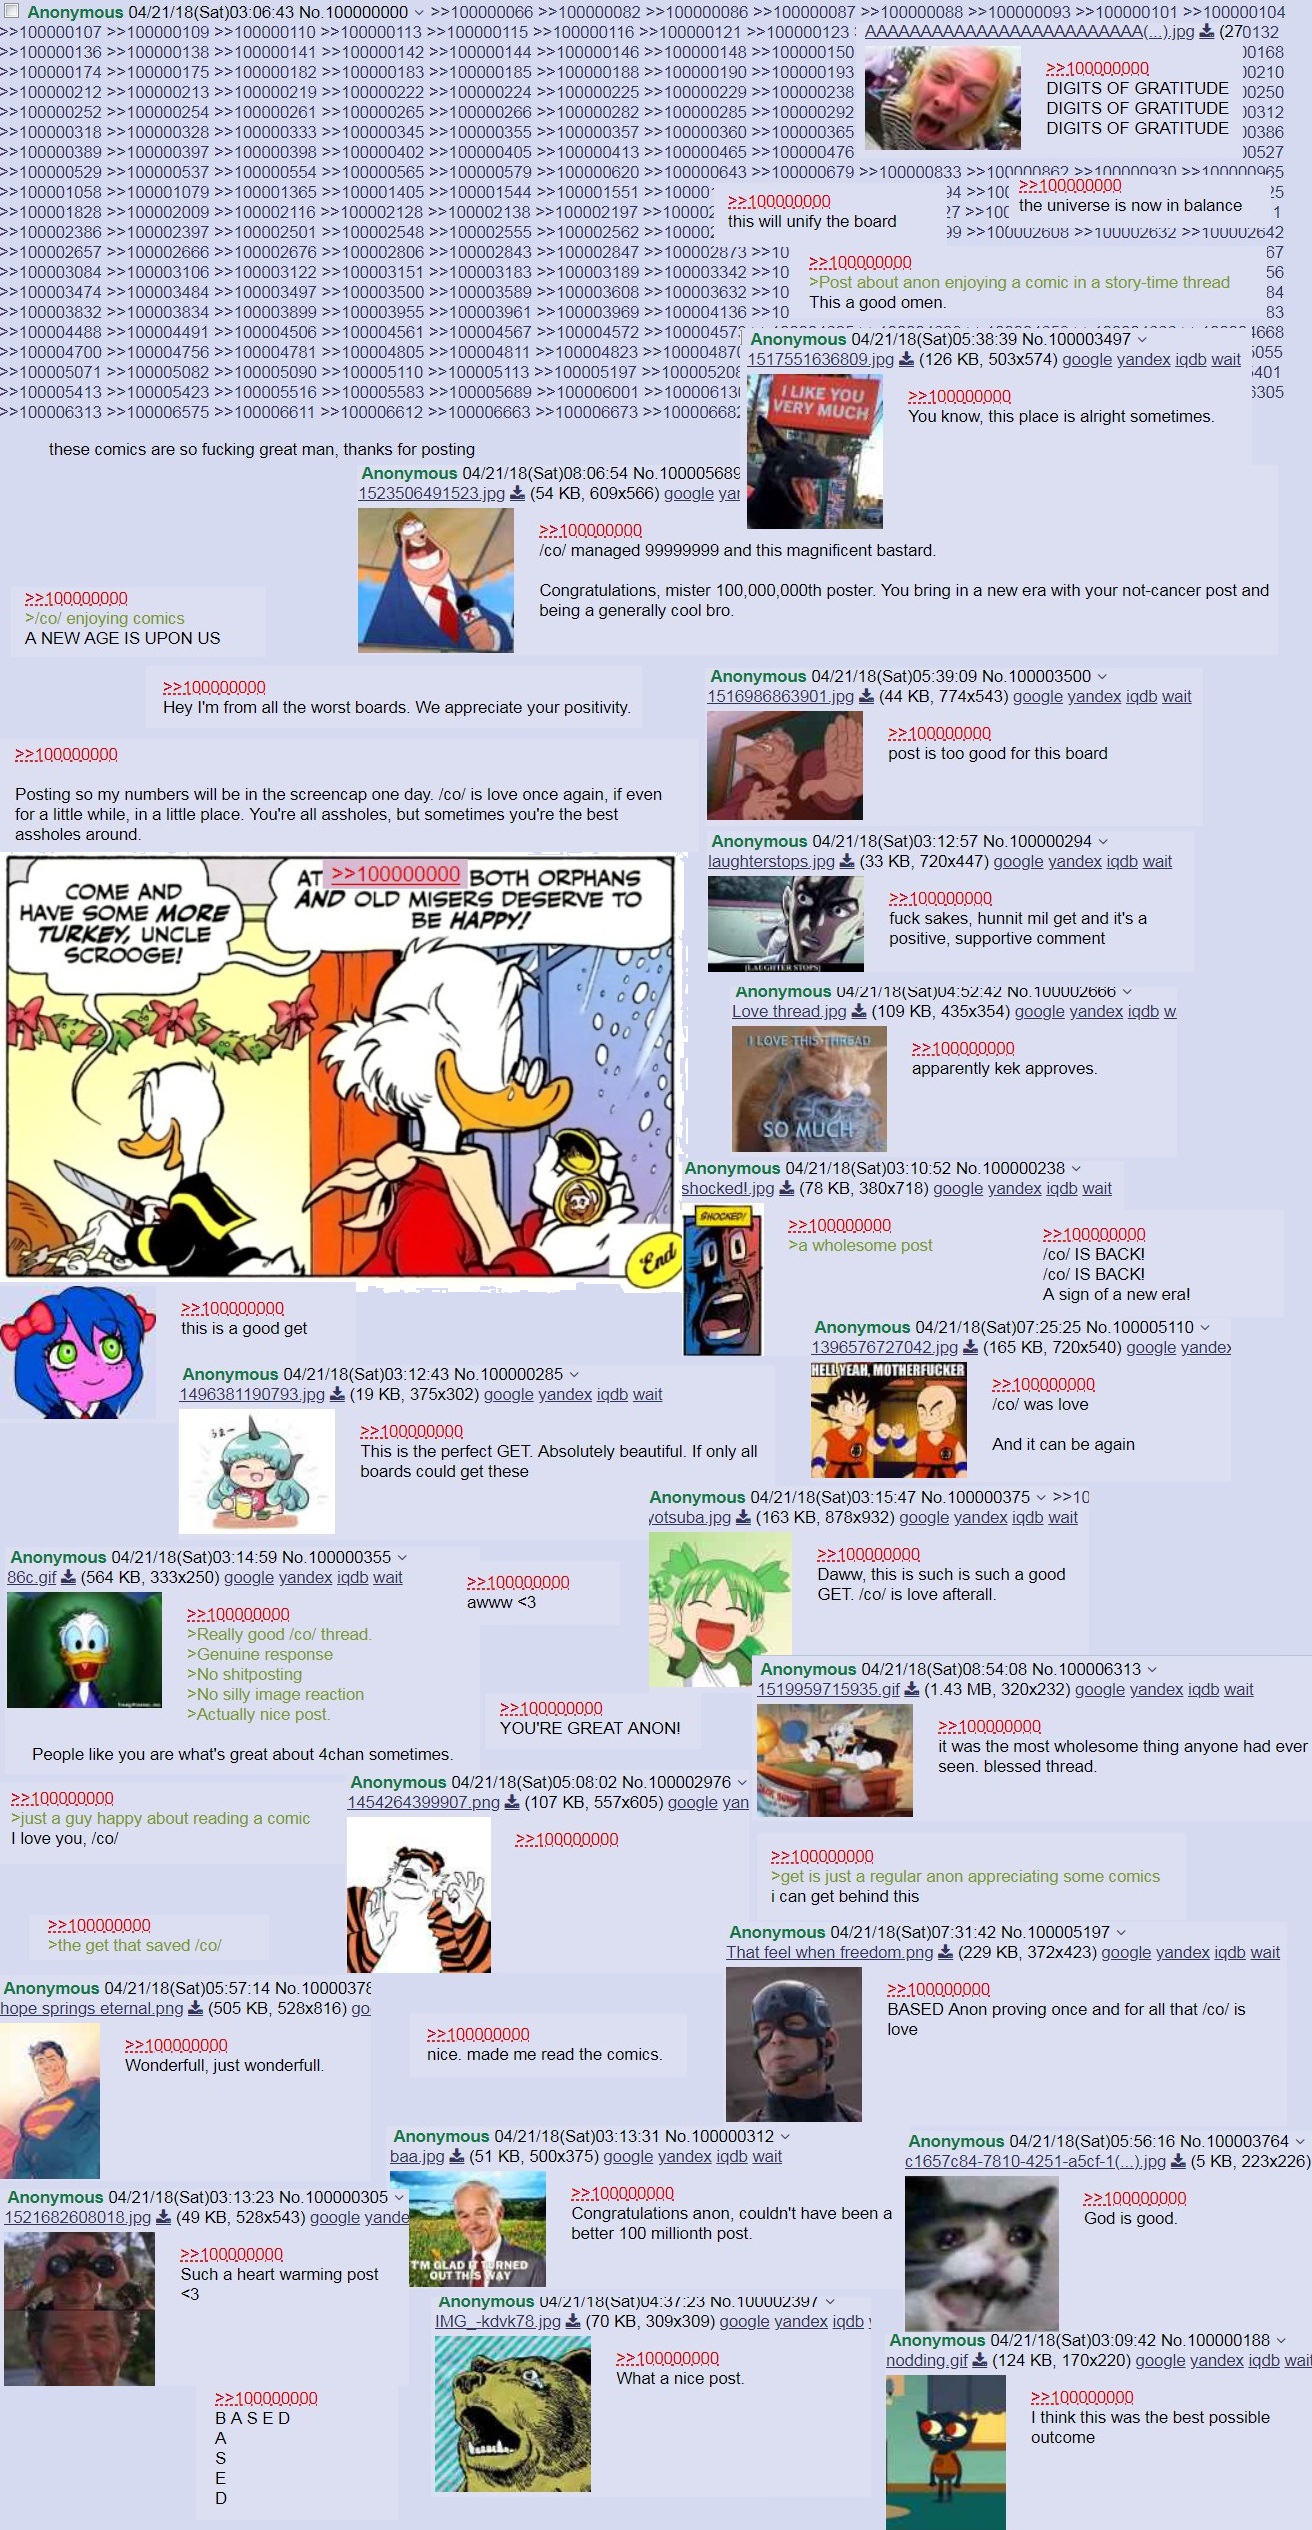 Anonymous 04/21/18(Sat)03:06:43 No.100000000 >>100000066 >>100000082 >>100000086 >>100000087 >>100000088 >>100000093 >>100000101 >>100000104
>>100000107 >>100000109 >>100000110 >>100000113 >>100000115 >>100000116 >>100000121 >>100000123
>>100000136 >>100000138 >>100000141 >>100000142 >>100000144 >>100000146 >>100000148 >>100000150
>>100000174 >>100000175 >>100000182 >>100000183 >>100000185 >>100000188 >>100000190 >>100000193
>>100000212 >>100000213 >>100000219 >>100000222 >>100000224 >>100000225 >>100000229 >>100000238
>>100000252 >>100000254 >>100000261 >>100000265 >>100000266 >>100000282 >>100000285 >>100000292
>>100000318 >>100000328 >>100000333 >>100000345 >>100000355 >>100000357 >>100000360 >>100000365
>>100000389 >>100000397 >>100000398 >>100000402 >>100000405 >>100000413 >>100000465 >>100000476
>>100000529 >>100000537 >>100000554 >>100000565 >>100000579 >>100000620 >>100000643 >>100000679 >>100000833 >>100000862 >>100000930 >>100000965
>>100001058 >>100001079 >>100001365 >>100001405 >>100001544 >>100001551
>>100001828 >>100002009 >>100002116 >>100002128 >>100002138 >>100002197
>>100002386 >>100002397 >>100002501 >>100002548 >>100002555 >>100002562 >>100002608 >>100002632 >>100002642
>>100002657 >>100002666 >>100002676 >>100002806 >>100002843 >>100002847 >>100002873
>>100003084 >>100003106 >>100003122 >>100003151 >>100003183 >>100003189 >>100003342
>>100003474 >>100003484 >>100003497 >>100003500 >>100003589 >>100003608 >>100003632
>>100003832 >>100003834 >>100003899 >>100003955 >>100003961 >>100003969 >>100004136
>>100004488 >>100004491 >>100004506 >>100004561 >>100004567 >>100004572
>>100004700 >>100004756 >>100004781 >>100004805 >>100004811 >>100004823
>>100005071 >>100005082 >>100005090 >>100005110 >>100005113 >>100005197
>>100005413 >>100005423 >>100005516 >>100005583 >>100005689 >>100006001
>>100006313 >>100006575 >>100006611 >>100006612 >>100006663 >>100006673
these comics are so fucking great man, thanks for posting
AAAAAAAAAAAAAAAAAAAAAAAAA(...).jpg
>>100000000
DIGITS OF GRATITUDE
DIGITS OF GRATITUDE
DIGITS OF GRATITUDE
>>100000000
this will unify the board
>>100000000
the universe is now in balance
>>100000000
>Post about anon enjoying a comic in a story-time thread
This a good omen.
Anonymous 04/21/18(Sat)05:38:39 No.100003497
1517551636809.jpg (126 KB, 503x574) google yandex iqdb wait
I LIKE YOU
VERY MUCH
>>100000000
You know, this place is alright sometimes.
Anonymous 04/21/18(Sat)08:06:54 No.100005689
1523506491523.jpg (54 KB, 609x566) google yan
>>100000000
/co/ managed 99999999 and this magnificent bastard.
Congratulations, mister 100,000,000th poster. You bring in a new era with your not-cancer post and
being a generally cool bro.
>>100000000
>/co/ enjoying comics
A NEW AGE IS UPON US
>>100000000
Hey I'm from all the worst boards. We appreciate your positivity.
Anonymous 04/21/18(Sat)05:39:09 No.100003500
1516986863901.jpg (44 KB, 774x543) google yandex iqdb wait
>>100000000
post is too good for this board
>>100000000
Posting so my numbers will be in the screencap one day. /co/ is love once again, if even
for a little while, in a little place. You're all assholes, but sometimes you're the best
assholes around.
Anonymous 04/21/18(Sat)03:12:57 No.100000294
laughterstops.jpg (33 KB, 720x447) google yandex iqdb wait
[LAUGHTER STOPS]
>>100000000
fuck sakes, hunnit mil get and it's a
positive, supportive comment
COME AND
HAVE SOME MORE
TURKEY, UNCLE
SCROOGE!
AT >>100000000 BOTH ORPHANS
AND OLD MISERS DESERVE TO
BE HAPPY!
End
Anonymous 04/21/18(Sat)04:52:42 No.100002666
Love thread.jpg (109 KB, 435x354) google yandex iqdb w
I LOVE THIS THREAD
SO MUCH
>>100000000
apparently kek approves.
Anonymous 04/21/18(Sat)03:10:52 No.100000238
shocked!.jpg (78 KB, 380x718) google yandex iqdb wait
SHOCKED!
>>100000000
>a wholesome post
>>100000000
/co/ IS BACK!
/co/ IS BACK!
A sign of a new era!
>>100000000
this is a good get
Anonymous 04/21/18(Sat)07:25:25 No.100005110
1396576727042.jpg (165 KB, 720x540) google yandex
HELL YEAH, MOTHERFUCKER
>>100000000
/co/ was love
And it can be again
Anonymous 04/21/18(Sat)03:12:43 No.100000285
1496381190793.jpg (19 KB, 375x302) google yandex iqdb wait
>>100000000
This is the perfect GET. Absolutely beautiful. If only all
boards could get these
Anonymous 04/21/18(Sat)03:15:47 No.100000375 >>10
yotsuba.jpg (163 KB, 878x932) google yandex iqdb wait
>>100000000
Daww, this is such is such a good
GET. /co/ is love afterall.
Anonymous 04/21/18(Sat)03:14:59 No.100000355
86c.gif (564 KB, 333x250) google yandex iqdb wait
>>100000000
>Really good /co/ thread.
>Genuine response
>No shitposting
>No silly image reaction
>Actually nice post.
People like you are what's great about 4chan sometimes.
>>100000000
awww <3
>>100000000
YOU'RE GREAT ANON!
Anonymous 04/21/18(Sat)08:54:08 No.100006313
1519959715935.gif (1.43 MB, 320x232) google yandex iqdb wait
>>100000000
it was the most wholesome thing anyone had ever
seen. blessed thread.
>>100000000
>just a guy happy about reading a comic
I love you, /co/
Anonymous 04/21/18(Sat)05:08:02 No.100002976
1454264399907.png (107 KB, 557x605) google yan
>>100000000
>>100000000
>get is just a regular anon appreciating some comics
i can get behind this
>>100000000
>the get that saved /co/
Anonymous 04/21/18(Sat)07:31:42 No.100005197
That feel when freedom.png (229 KB, 372x423) google yandex iqdb wait
>>100000000
BASED Anon proving once and for all that /co/ is
love
Anonymous 04/21/18(Sat)05:57:14 No.10000378
hope springs eternal.png (505 KB, 528x816) go
>>100000000
Wonderfull, just wonderfull.
>>100000000
nice. made me read the comics.
Anonymous 04/21/18(Sat)03:13:31 No.100000312
baa.jpg (51 KB, 500x375) google yandex iqdb wait
I'M GLAD IT TURNED
OUT THIS WAY
>>100000000
Congratulations anon, couldn't have been a
better 100 millionth post.
Anonymous 04/21/18(Sat)05:56:16 No.100003764
c1657c84-7810-4251-a5cf-1(...).jpg (5 KB, 223x226)
>>100000000
God is good.
Anonymous 04/21/18(Sat)03:13:23 No.100000305
1521682608018.jpg (49 KB, 528x543) google yande
>>100000000
Such a heart warming post
<3
Anonymous 04/21/18(Sat)04:37:23 No.100002397
IMG_-kdvk78.jpg (70 KB, 309x309) google yandex iqdb
>>100000000
What a nice post.
Anonymous 04/21/18(Sat)03:09:42 No.100000188
nodding.gif (124 KB, 170x220) google yandex iqdb wait
>>100000000
I think this was the best possible
outcome
>>100000000
B A S E D
A
S
E
D